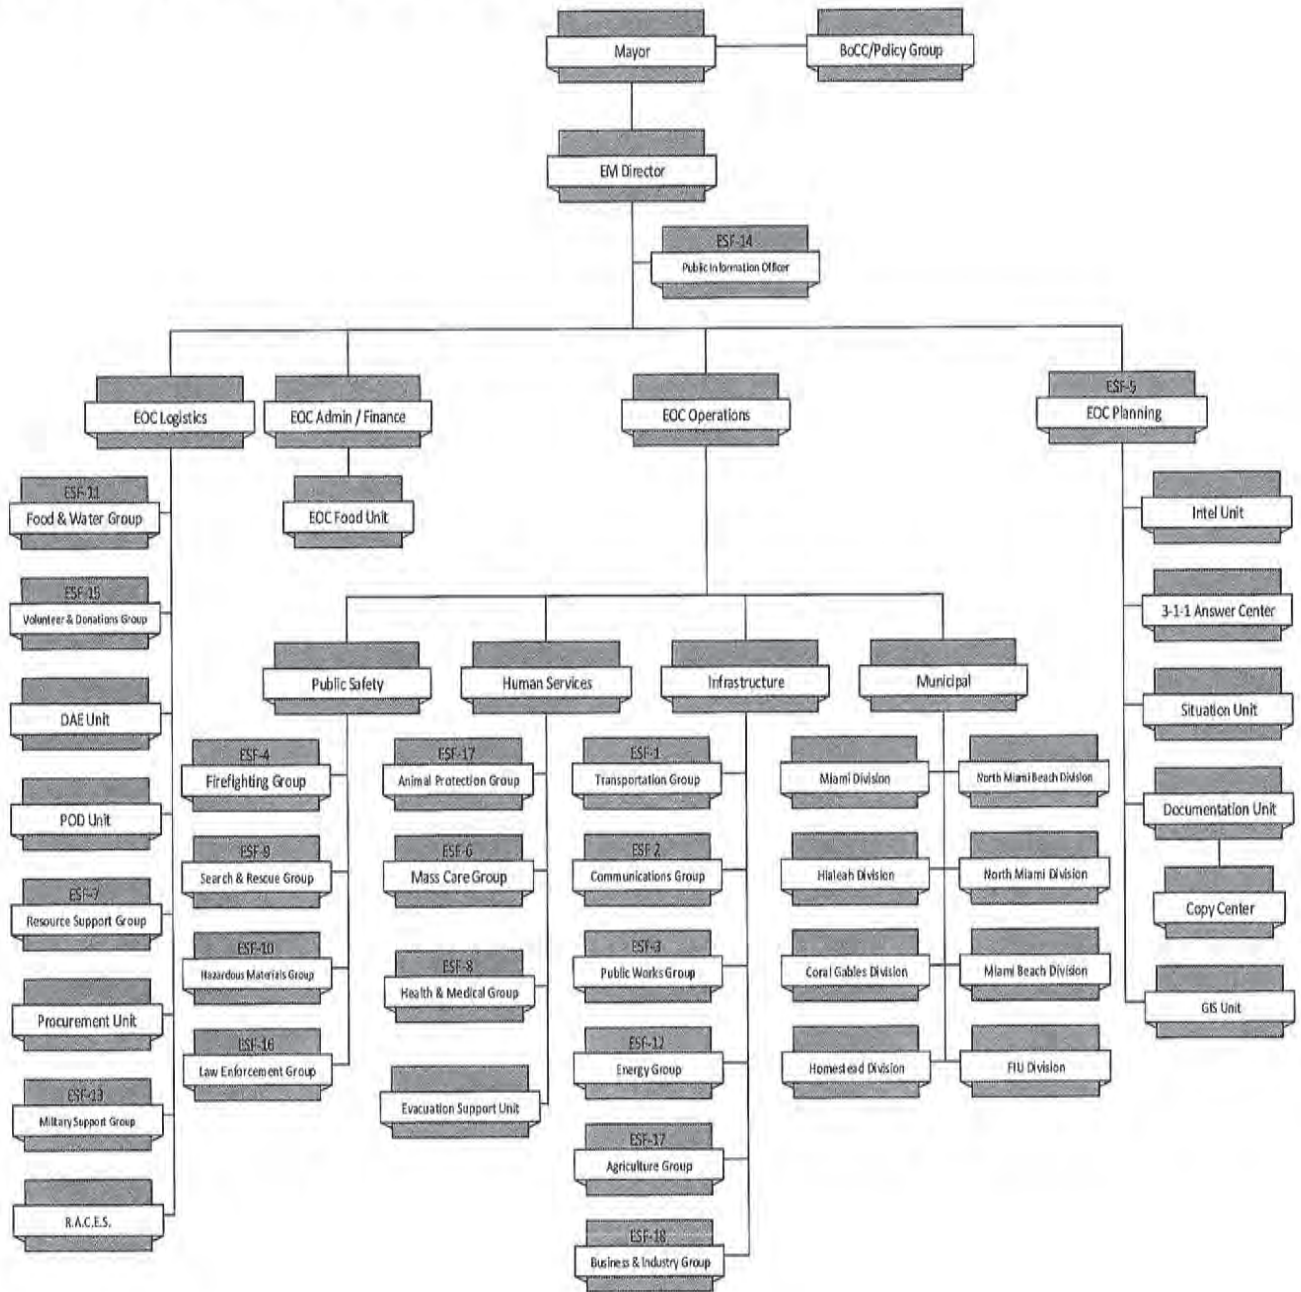 Mayor
BoCC/Policy Group
EM Director
ESF-14
Public Information Officer
EOC Logistics
EOC Admin / Finance
EOC Operations
ESF-5
EOC Planning
ESF-11
Food & Water Group
ESF-15
Volunteer & Donations Group
DAE Unit
POD Unit
ESF-7
Resource Support Group
Procurement Unit
ESF-13
Military Support Group
R.A.C.E.S.
EOC Food Unit
Public Safety
ESF-4
Firefighting Group
ESF-9
Search & Rescue Group
ESF-10
Hazardous Materials Group
ESF-16
Law Enforcement Group
Human Services
ESF-17
Animal Protection Group
ESF-6
Mass Care Group
ESF-8
Health & Medical Group
Evacuation Support Unit
Infrastructure
ESF-1
Transportation Group
ESF 2
Communications Group
ESF-3
Public Works Group
ESF-12
Energy Group
ESF-17
Agriculture Group
ESF-18
Business & Industry Group
Municipal
Miami Division
North Miami Beach Division
Hialeah Division
North Miami Division
Coral Gables Division
Miami Beach Division
Homestead Division
FIU Division
Intel Unit
3-1-1 Answer Center
Situation Unit
Documentation Unit
Copy Center
GIS Unit